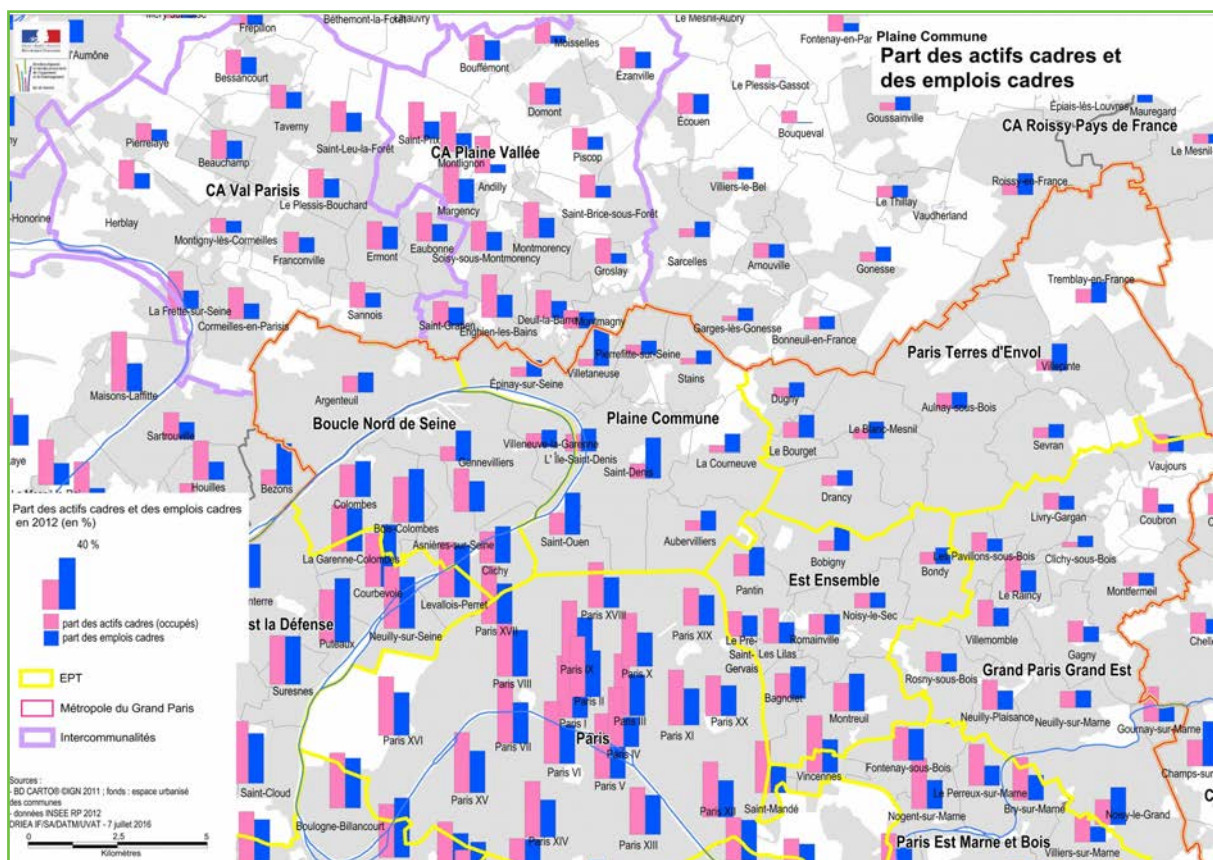 Plaine Commune
Part des actifs cadres et
des emplois cadres
Le Mesnil-Aubry
Fontenay-en-Par
Béthemont-la-Forêt
Frépillon
l'Aumône
Bessancourt
Bouffémont
Moisselles
Ézanville
Le Plessis-Gassot
Épiais-lès-Louvres
Mauregard
CA Roissy Pays de France
Domont
Écouen
Bouqueval
Goussainville
Taverny
Saint-Leu-la-Forêt
Saint-Prix
Montlignon
CA Plaine Vallée
Piscop
Le Mesnil
Pierrelaye
Beauchamp
CA Val Parisis
Andilly
Villiers-le-Bel
Roissy-en-France
Le Thillay
Vaudherland
Herblay
Le Plessis-Bouchard
Margency
Saint-Brice-sous-Forêt
-Honorine
Montigny-lès-Cormeilles
Franconville
Ermont
Eaubonne
Soisy-sous-Montmorency
Montmorency
Groslay
Sarcelles
Arnouville
Gonesse
Tremblay-en-France
La Frette-sur-Seine
Cormeilles-en-Parisis
Sannois
Saint-Gratien
Enghien-les-Bains
Deuil-la-Barre
Montmagny
Garges-lès-Gonesse
Bonneuil-en-France
Paris Terres d'Envol
Villepinte
Maisons-Laffitte
Argenteuil
Épinay-sur-Seine
Villetaneuse
Pierrefitte-sur-Seine
Stains
Dugny
Aulnay-sous-Bois
Sartrouville
Boucle Nord de Seine
Villeneuve-la-Garenne
L' Île-Saint-Denis
Plaine Commune
Le Bourget
Le Blanc-Mesnil
Sevran
Vaujours
Houilles
Bezons
Gennevilliers
Saint-Denis
La Courneuve
Drancy
Colombes
Bois-Colombes
Asnières-sur-Seine
Saint-Ouen
Aubervilliers
Livry-Gargan
Coubron
La Garenne-Colombes
Clichy
Bobigny
Les Pavillons-sous-Bois
Clichy-sous-Bois
Courbevoie
Levallois-Perret
Pantin
Est Ensemble
Bondy
Le Raincy
Montfermeil
Puteaux
Neuilly-sur-Seine
Paris XVII
Paris XVIII
Paris XIX
Noisy-le-Sec
Romainville
Les Lilas
Le Pré-
Saint-
Gervais
Villemomble
Gagny
Chelle
st la Défense
Suresnes
Paris VIII
Paris IX
Paris X
Paris II
Paris I
Paris III
Paris XI
Paris XX
Bagnolet
Montreuil
Rosny-sous-Bois
Grand Paris Grand Est
Neuilly-Plaisance
Neuilly-sur-Marne
Gournay-sur-Marne
Paris XVI
Paris VII
Paris
Paris IV
Paris VI
Paris V
Vincennes
Fontenay-sous-Bois
Champs-sur
Saint-Cloud
Paris XV
Paris XII
Saint-Mandé
Le Perreux-sur-Marne
Nogent-sur-Marne
Bry-sur-Marne
Noisy-le-Grand
Boulogne-Billancourt
Paris XIV
Paris XIII
Paris Est Marne et Bois
Villiers-sur-Marne
Part des actifs cadres et des emplois cadres
en 2012 (en %)
40 %
part des actifs cadres (occupés)
part des emplois cadres
EPT
Métropole du Grand Paris
Intercommunalités
Sources :
- BD CARTO® ©IGN 2011 ; fonds : espace urbanisé
des communes
- données INSEE RP 2012
DRIEA IF/SA/DATM/UVAT - 7 juillet 2016
0 2,5 5
Kilomètres